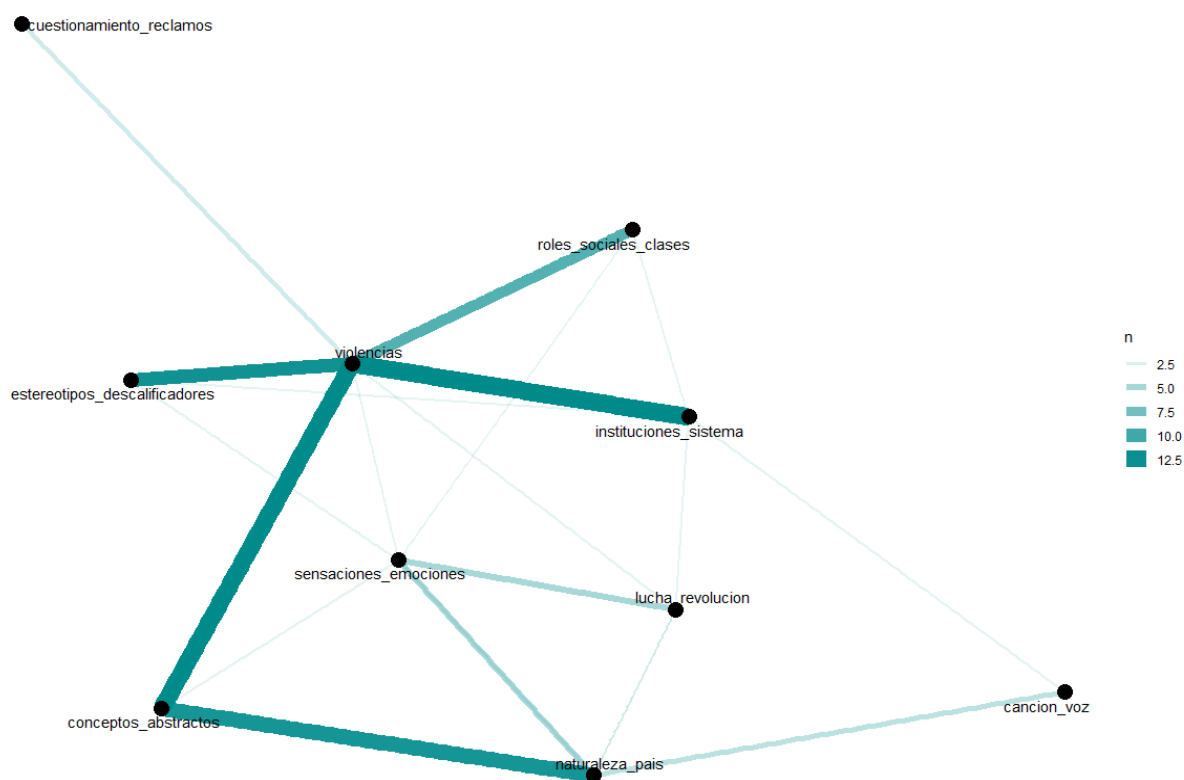 cuestionamiento_reclamos
roles_sociales_clases
n
violencias
2.5
estereotipos_descalificadores
5.0
7.5
instituciones_sistema
10.0
12.5
sensaciones_emociones
lucha_revolucion
cancion_voz
conceptos_abstractos
naturaleza_pais